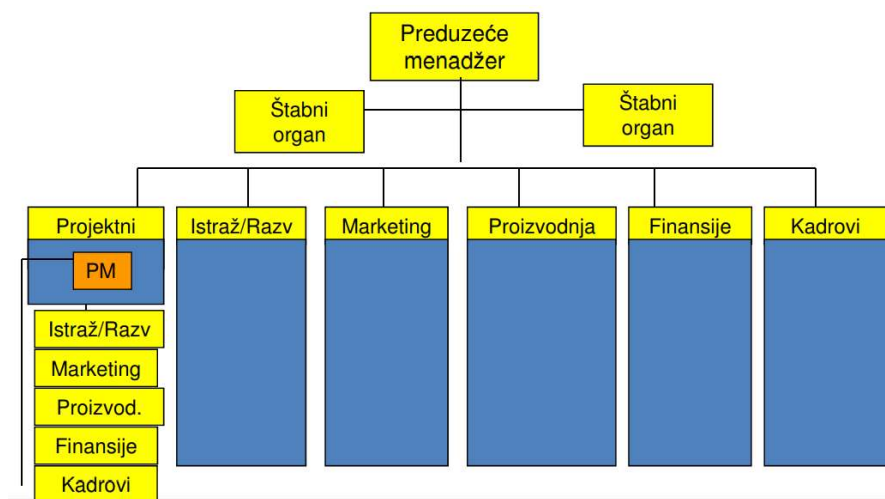 Preduzeće
menadžer
Štabni
organ
Štabni
organ
Projektni
Istraž/Razv
Marketing
Proizvodnja
Finansije
Kadrovi
PM
Istraž/Razv
Marketing
Proizvod.
Finansije
Kadrovi